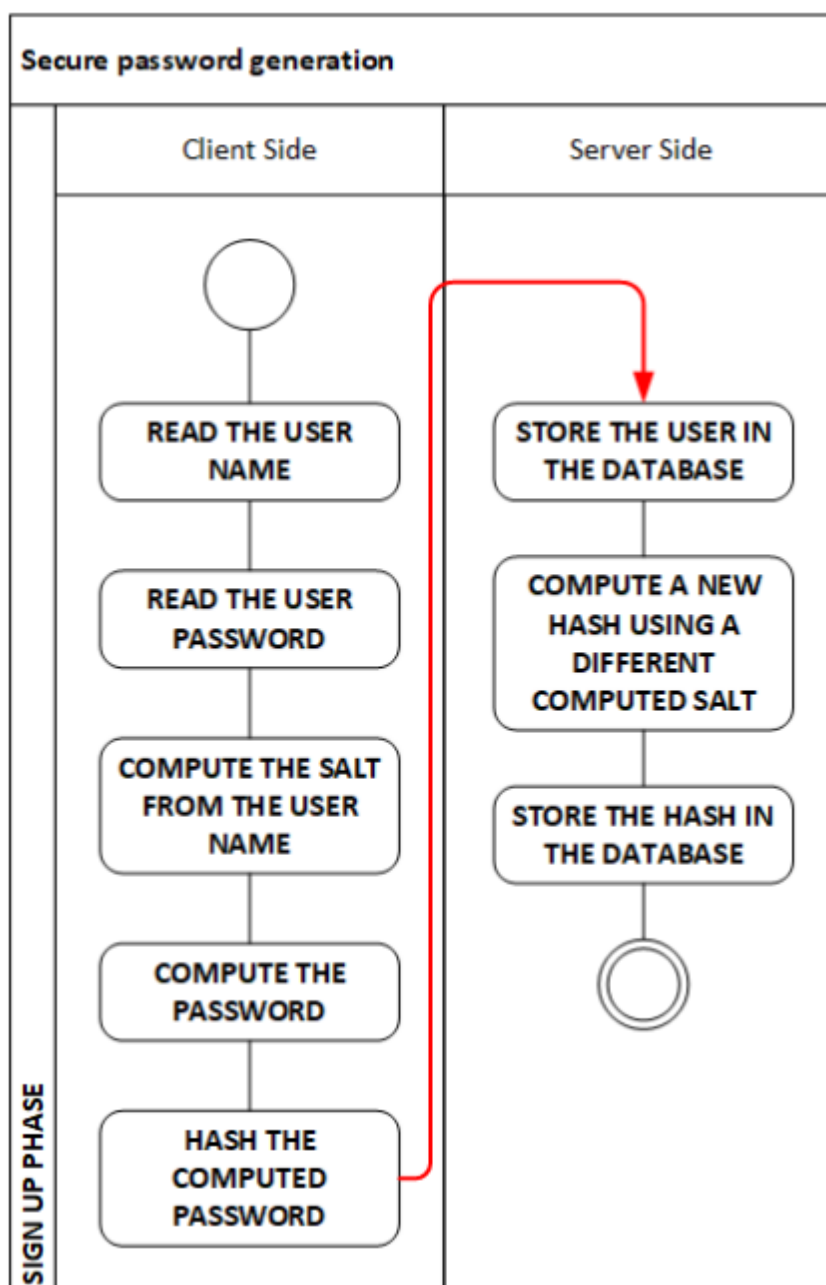 Secure password generation
Client Side
Server Side
SIGN UP PHASE
READ THE USER
NAME
READ THE USER
PASSWORD
COMPUTE THE SALT
FROM THE USER
NAME
COMPUTE THE
PASSWORD
HASH THE
COMPUTED
PASSWORD
STORE THE USER IN
THE DATABASE
COMPUTE A NEW
HASH USING A
DIFFERENT
COMPUTED SALT
STORE THE HASH IN
THE DATABASE